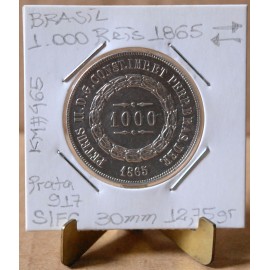 BRASIL
1.000 Reis 1865
KM#465
PETRUS II.D.G.CONST.IMP.ET PERP.BRAS.DEF.
1000
1865
Prata
917
S/FC 30mm 12,75gr